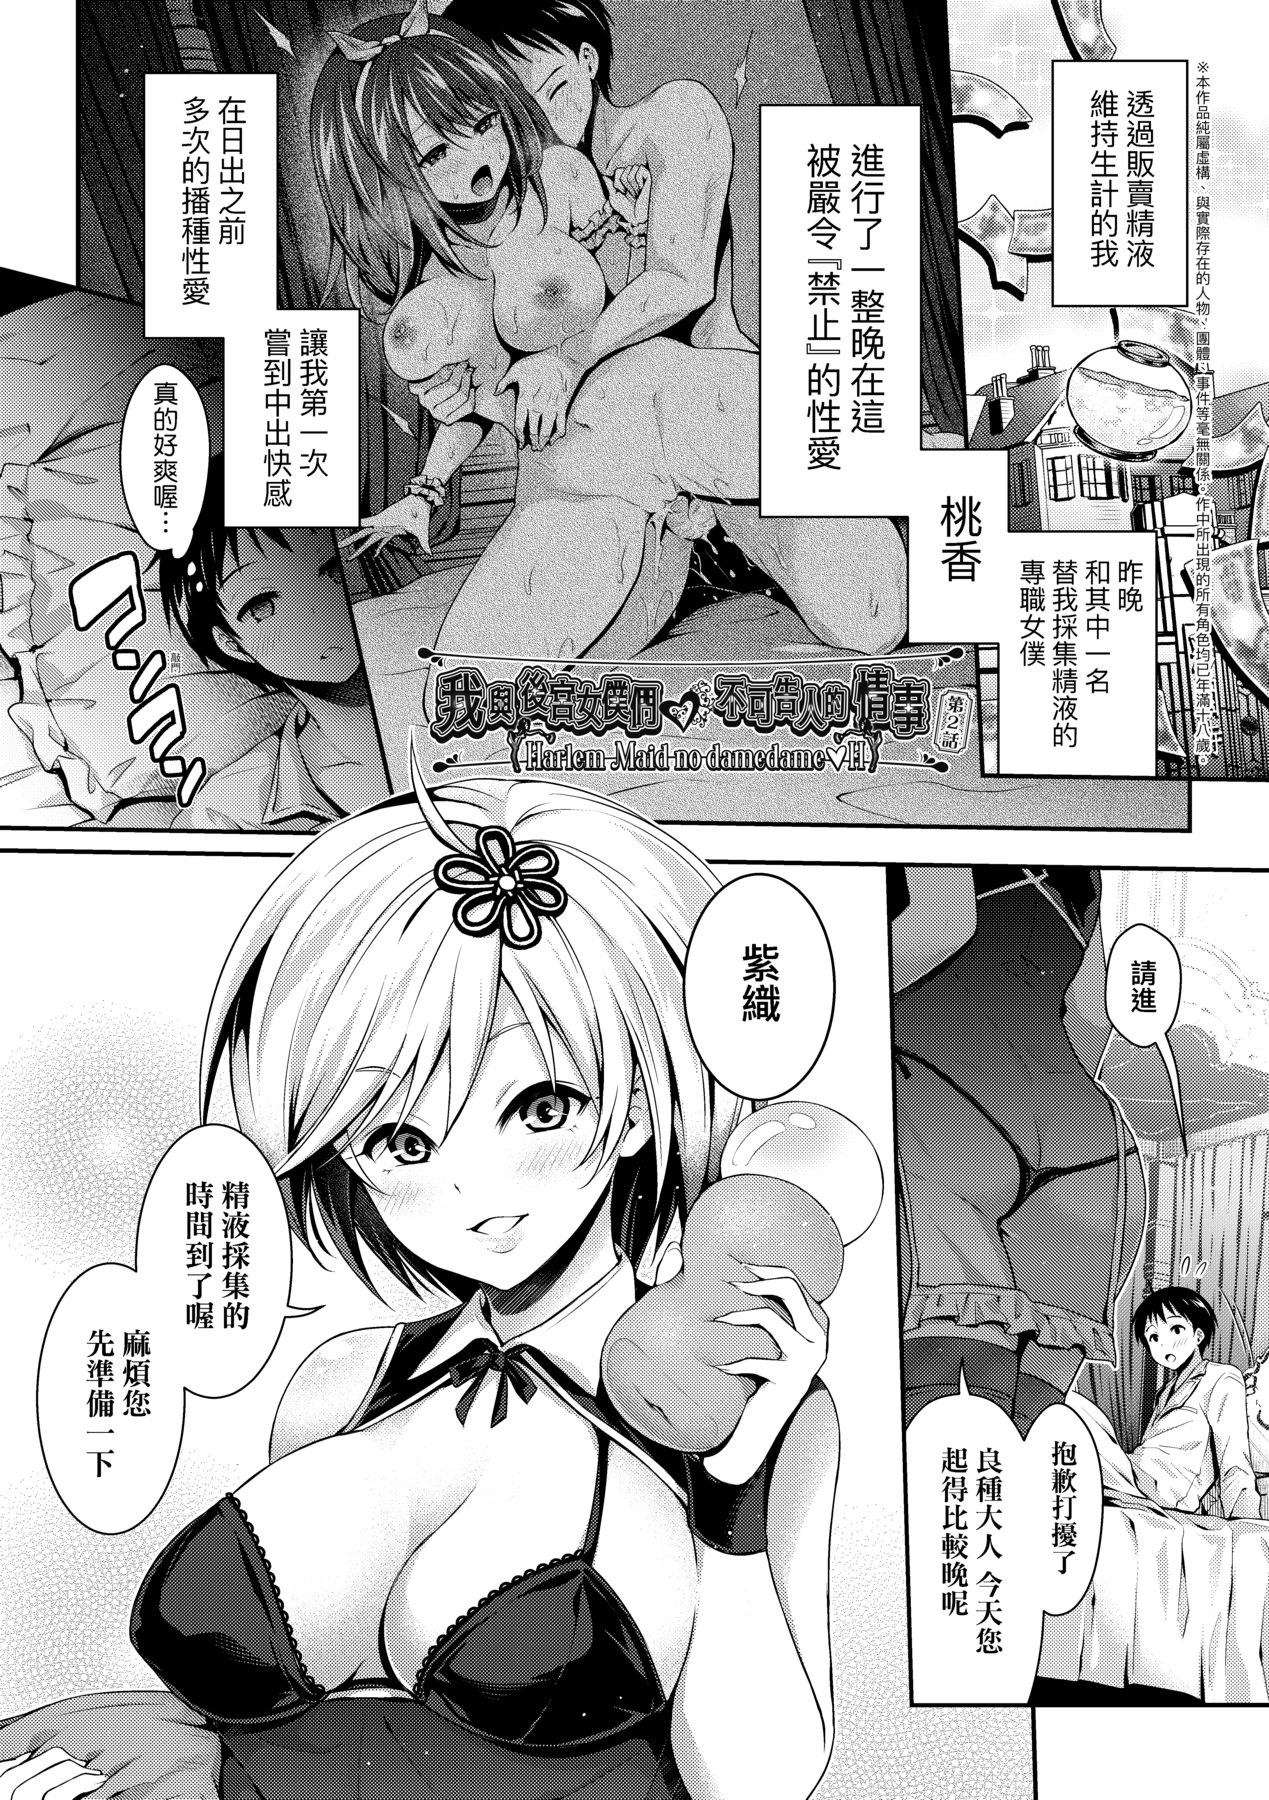 ※本作品純屬虛構、與實際存在的人物、團體、事件等毫無關係。作中所出現的所有角色均已年滿十八歲。
透過販賣精液
維持生計的我
昨晚
和其中一名
替我採集精液的
專職女僕
桃香
進行了一整晚在這
被嚴令『禁止』的性愛
在日出之前
多次的播種性愛
讓我第一次
嘗到中出快感
真的好爽喔…
コンコン
敲門
我與後宮女僕們♥不可告人的情事
第2話
Harlem Maid no damedame♥H
請進
抱歉打擾了
良種大人 今天您
起得比較晚呢
紫織
精液採集的
時間到了喔
麻煩您
先準備一下